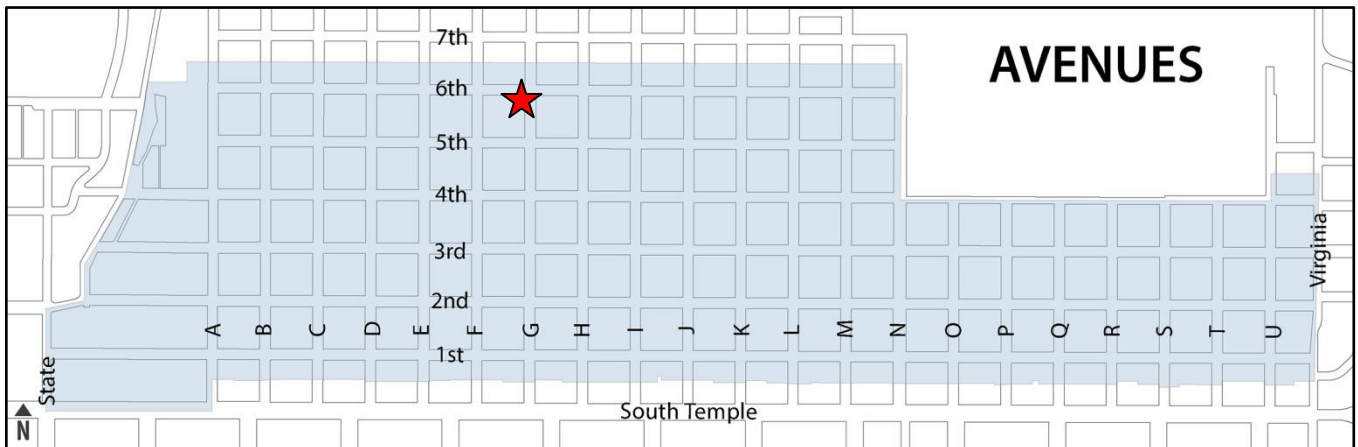 AVENUES
7th
6th
5th
4th
3rd
2nd
1st
A B C D E F G H I J K L M N O P Q R S T U
Virginia
State
South Temple
N